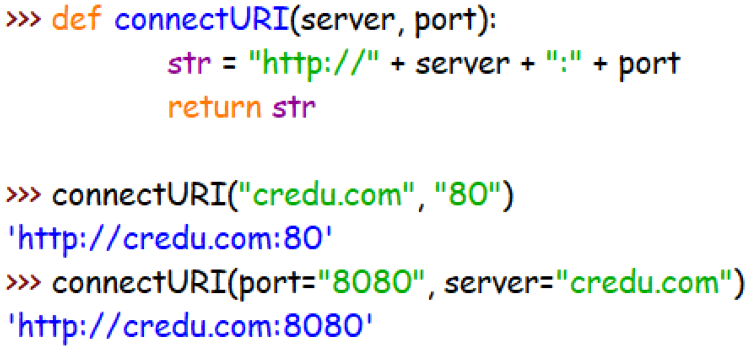 >>> def connectURI(server, port):
str = "http://" + server + ":" + port
return str
>>> connectURI("credu.com", "80")
'http://credu.com:80'
>>> connectURI(port="8080", server="credu.com")
'http://credu.com:8080'